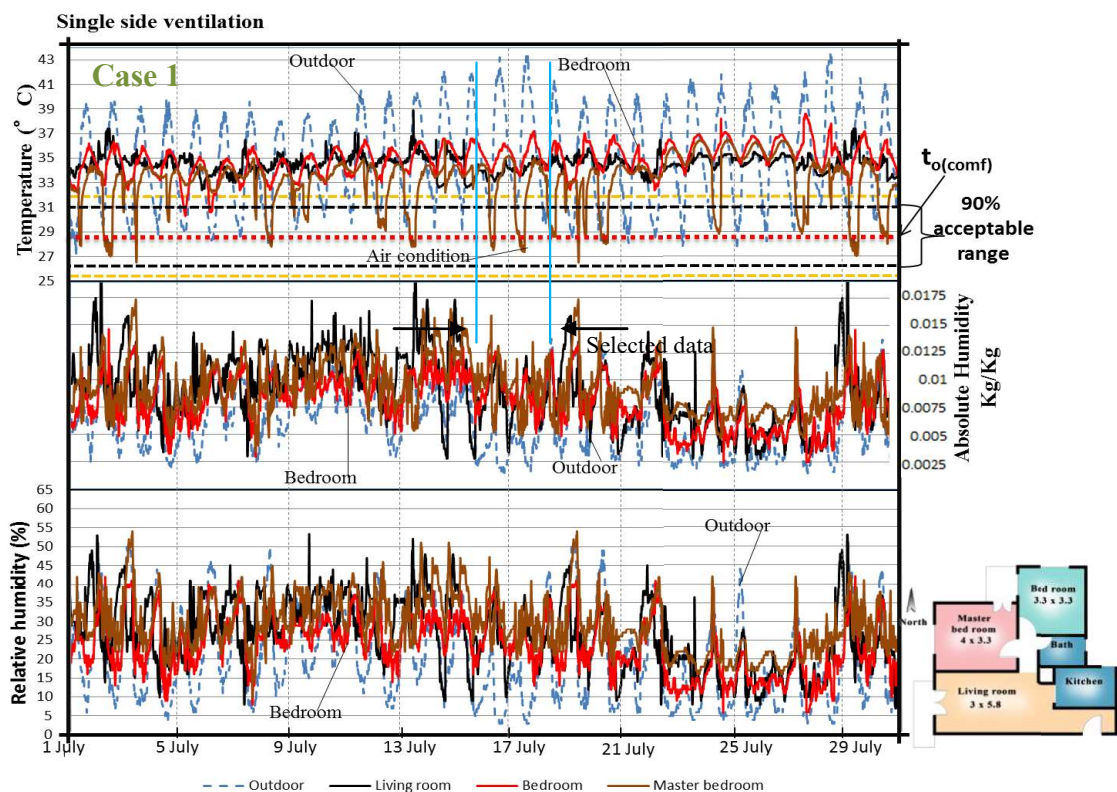 Single side ventilation
Case 1
Outdoor
Bedroom
Air condition
Temperature (° C)
43
41
39
37
35
33
31
29
27
25
t o(comf)
90%
acceptable
range
Selected data
Bedroom
Outdoor
0.0175
0.015
0.0125
0.01
0.0075
0.005
0.0025
Absolute Humidity
Kg/Kg
Relative humidity (%)
65
60
55
50
45
40
35
30
25
20
15
10
5
0
Outdoor
Bedroom
1 July
5 July
9 July
13 July
17 July
21 July
25 July
29 July
Outdoor
Living room
Bedroom
Master bedroom
North
Bed room
3.3 x 3.3
Master
bed room
4 x 3.3
Bath
Kitchen
Living room
3 x 5.8